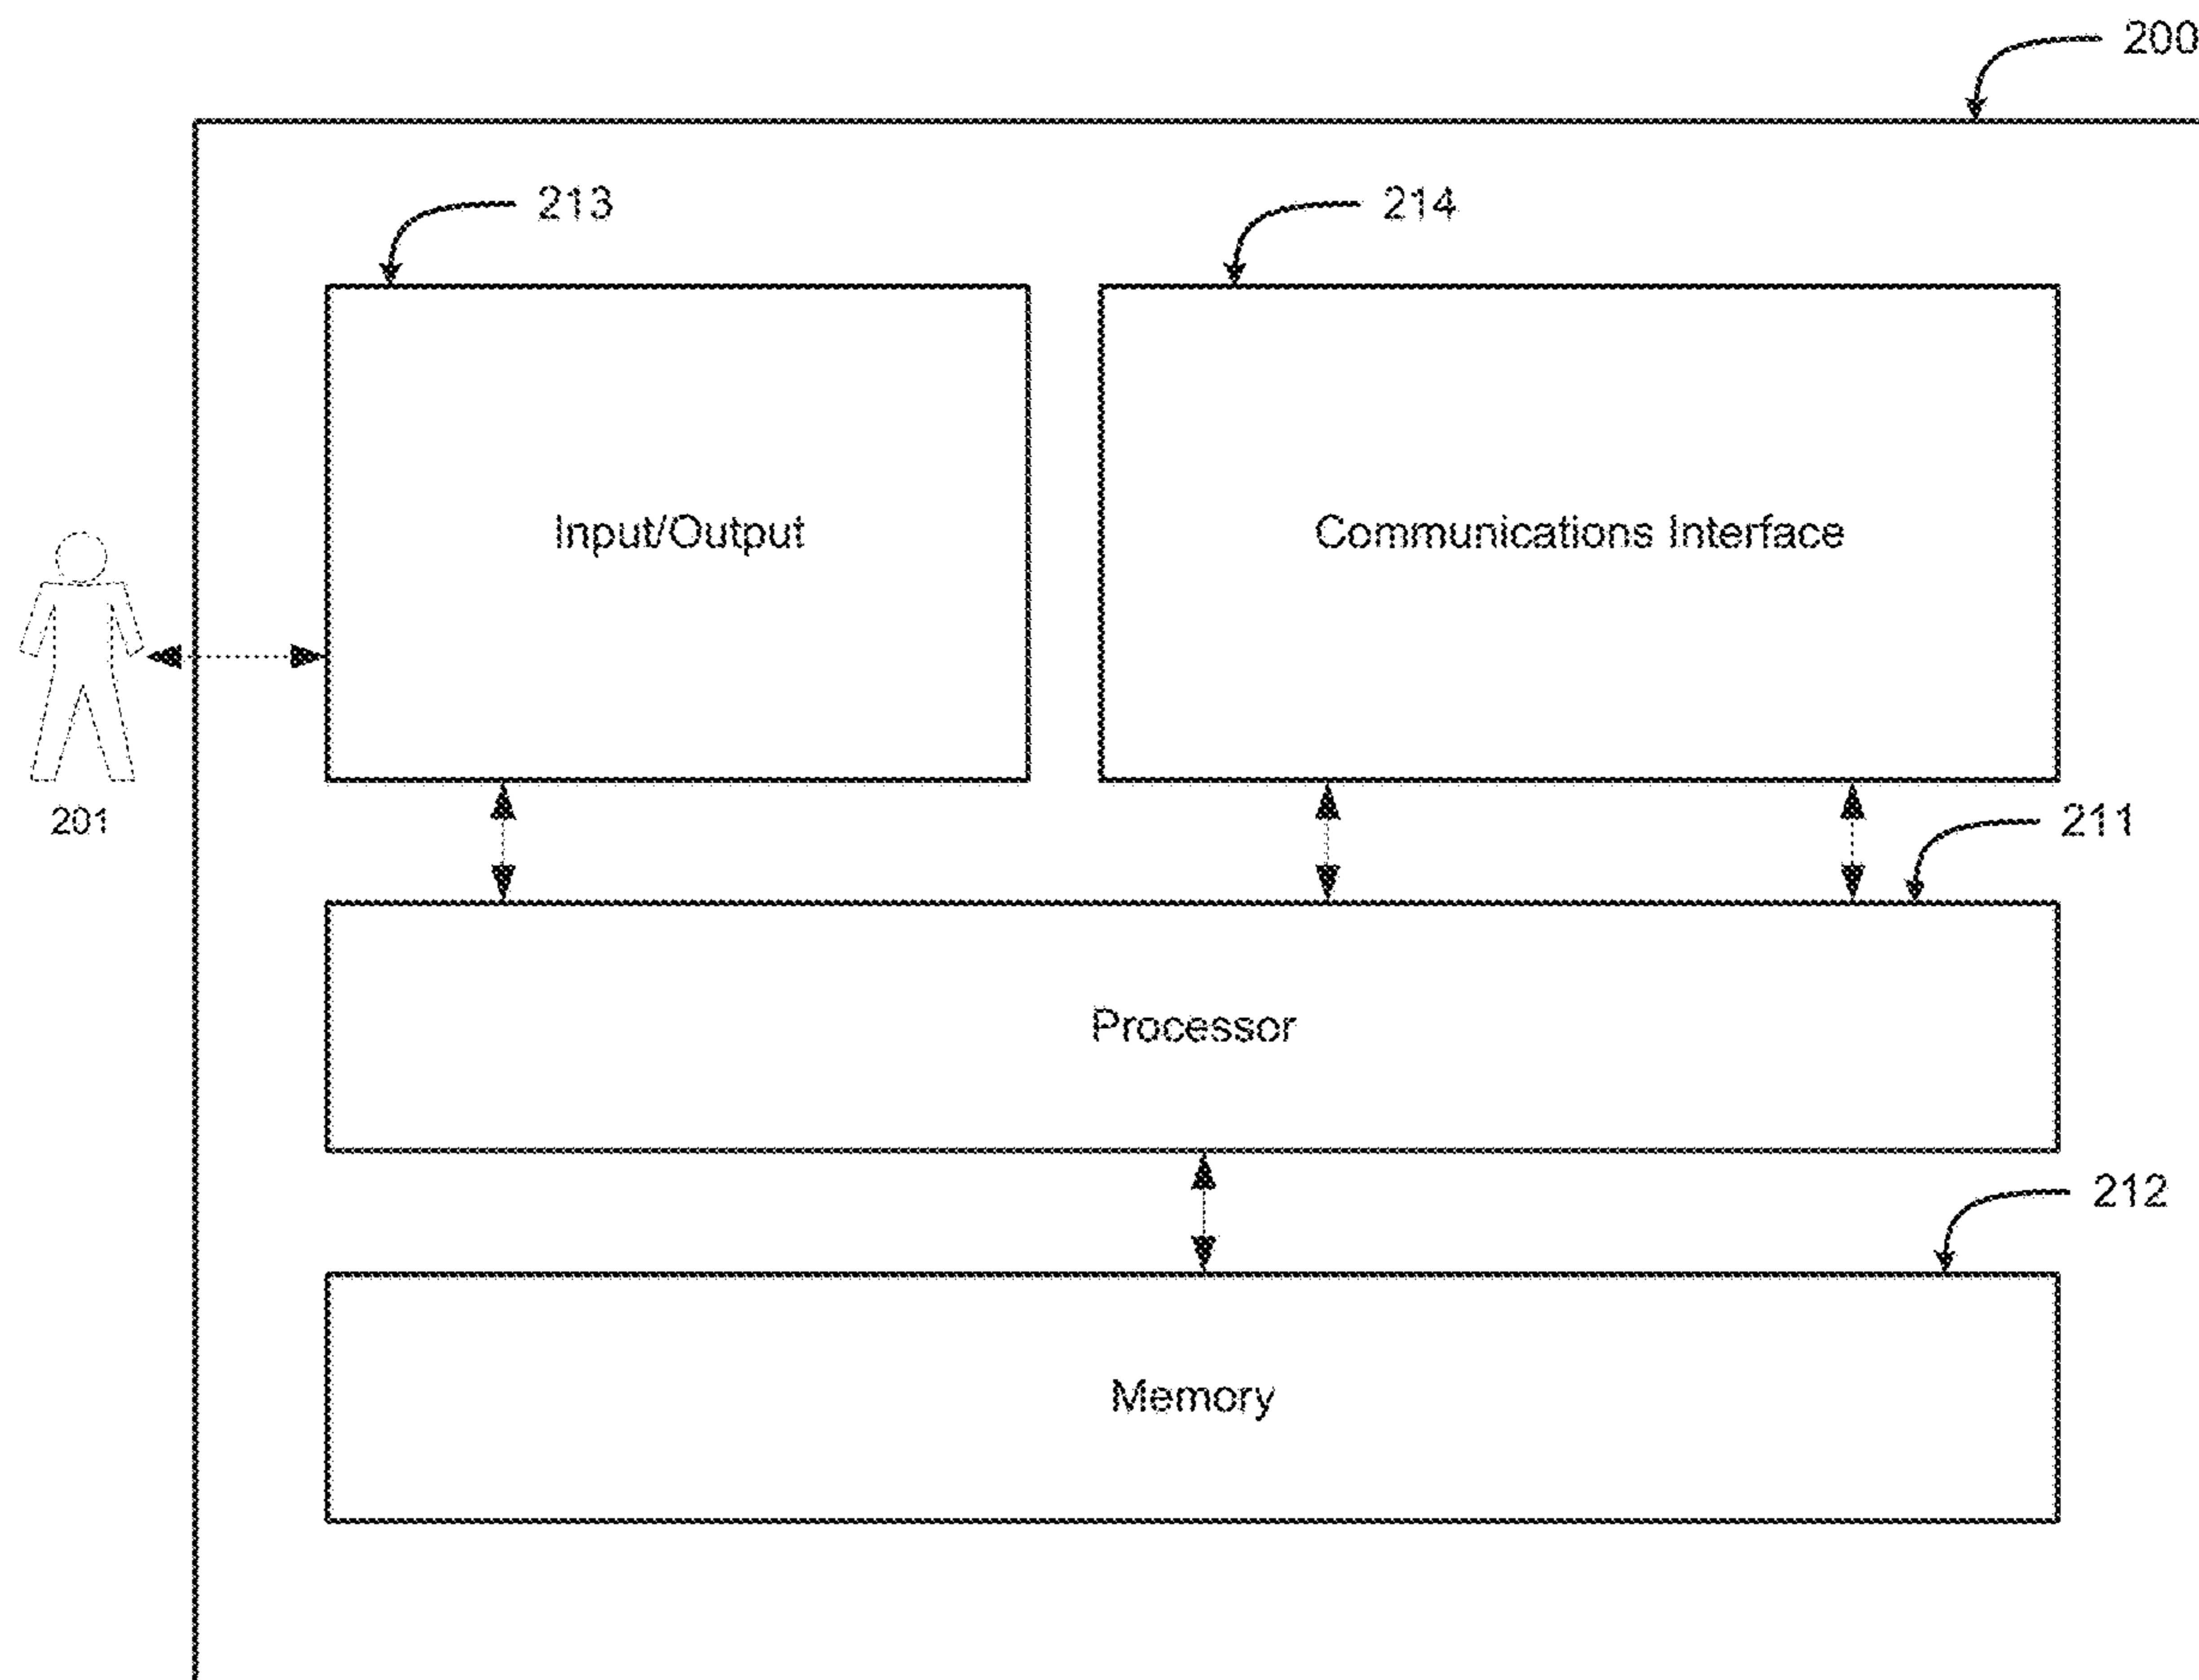 200
213
214
Input/Output
Communications Interface
201
211
Processor
212
Memory